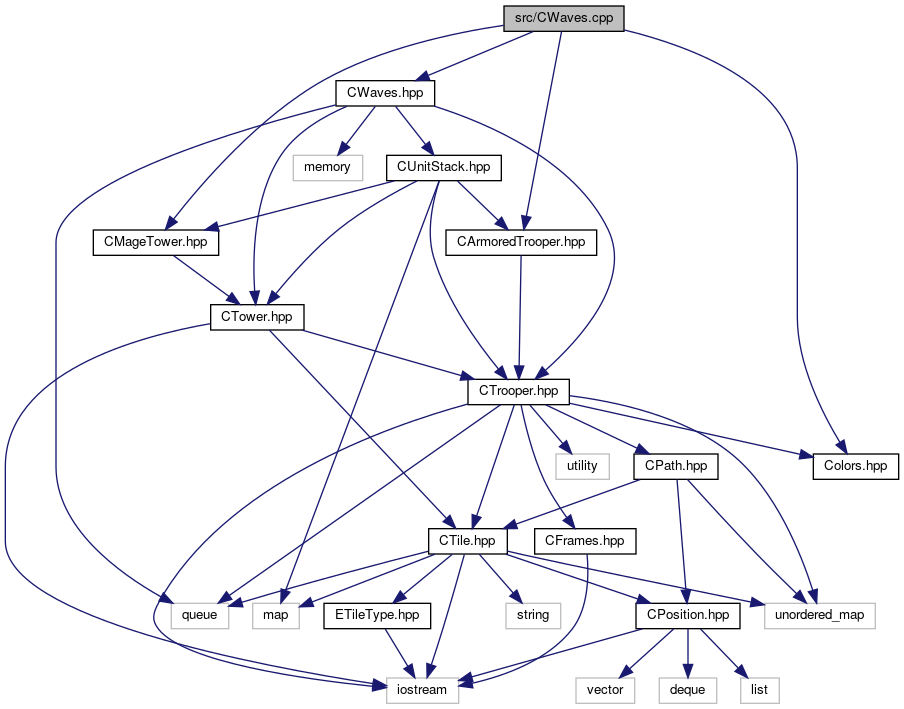 src/CWaves.cpp
CWaves.hpp
memory
CUnitStack.hpp
CMageTower.hpp
CArmoredTrooper.hpp
CTower.hpp
CTrooper.hpp
utility
CPath.hpp
Colors.hpp
CTile.hpp
CFrames.hpp
queue
map
ETileType.hpp
string
CPosition.hpp
unordered_map
iostream
vector
deque
list